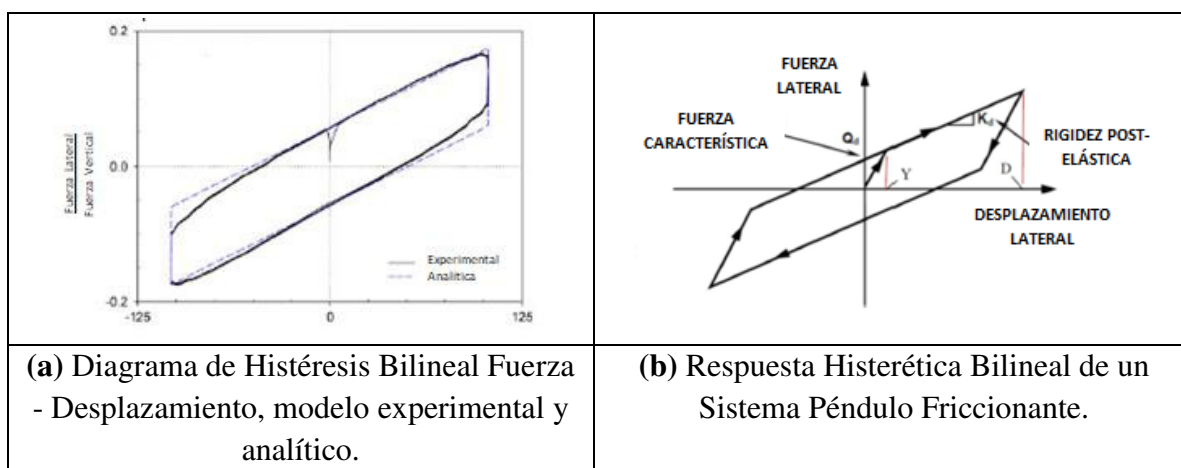 0.2
0.0
-0.2
-125
0
125
Fuerza Lateral
Fuerza Vertical
Experimental
Analítica
FUERZA
LATERAL
FUERZA
CARACTERÍSTICA
Qd
Kd
RIGIDEZ POST-
ELÁSTICA
Y
D
DESPLAZAMIENTO
LATERAL
(a) Diagrama de Histéresis Bilineal Fuerza
- Desplazamiento, modelo experimental y
analítico.
(b) Respuesta Histerética Bilineal de un
Sistema Péndulo Friccionante.